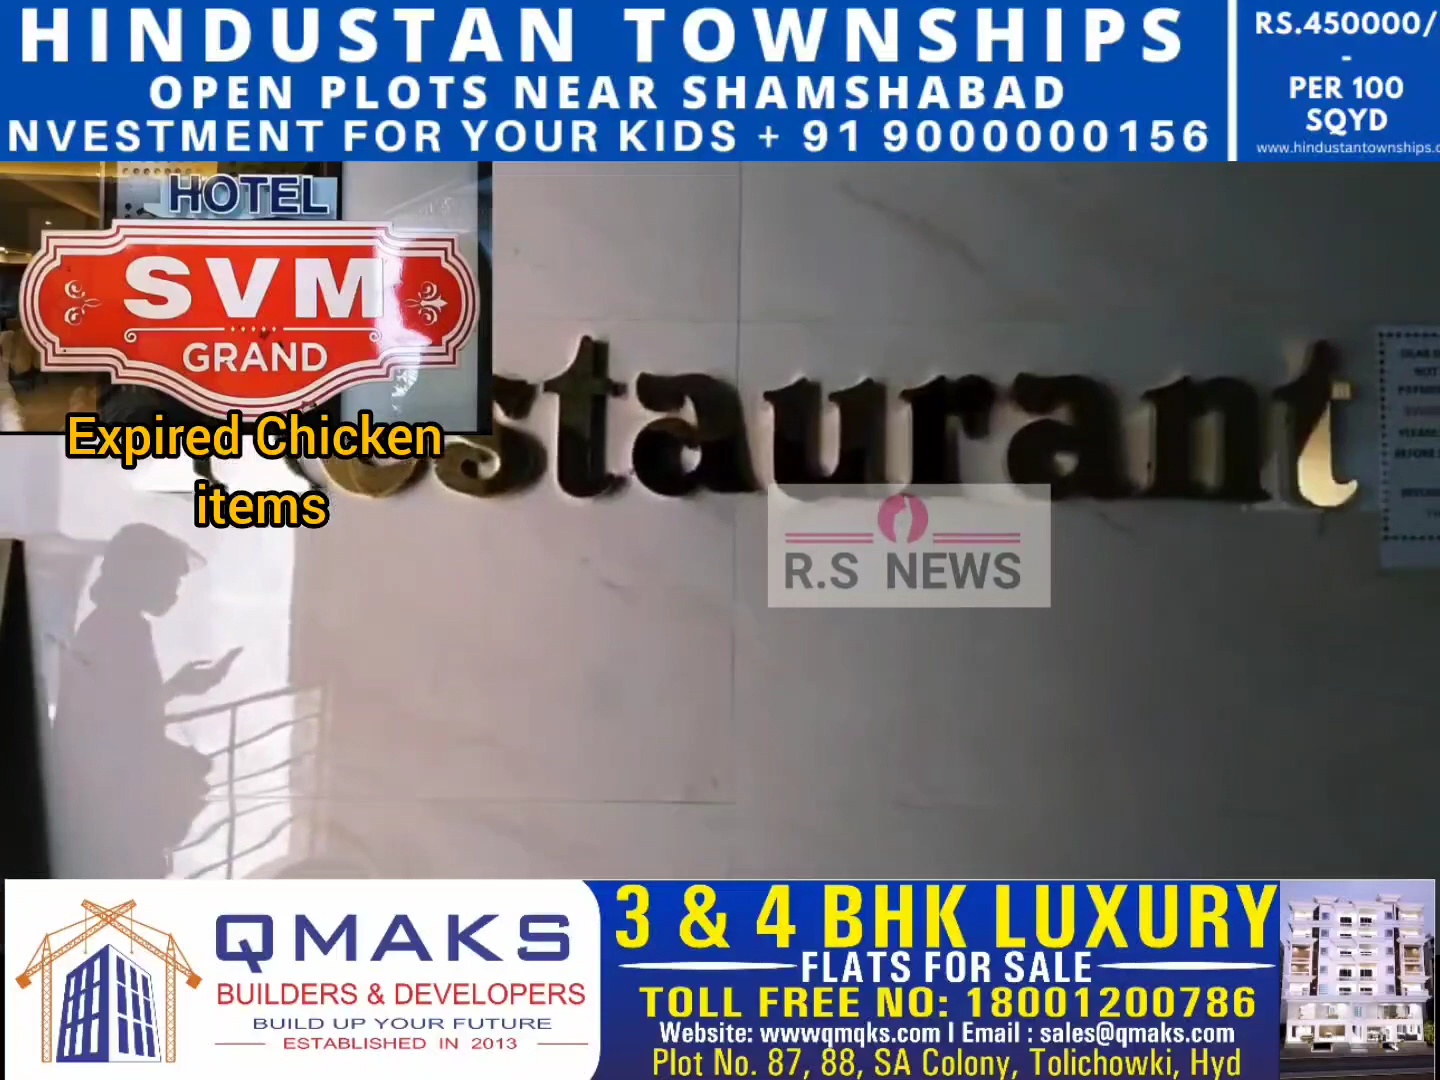 HINDUSTAN TOWNSHIPS
OPEN PLOTS NEAR SHAMSHABAD
NVESTMENT FOR YOUR KIDS + 91 9000000156
RS.450000/
-
PER 100
SQYD
www.hindustantownships.c
HOTEL
SVM
GRAND
Expired Chicken
items
Restaurant
R.S NEWS
QMAKS
BUILDERS & DEVELOPERS
BUILD UP YOUR FUTURE
ESTABLISHED IN 2013
3 & 4 BHK LUXURY
FLATS FOR SALE
TOLL FREE NO: 18001200786
Website: wwwqmqks.com I Email : sales@qmaks.com
Plot No. 87, 88, SA Colony, Tolichowki, Hyd